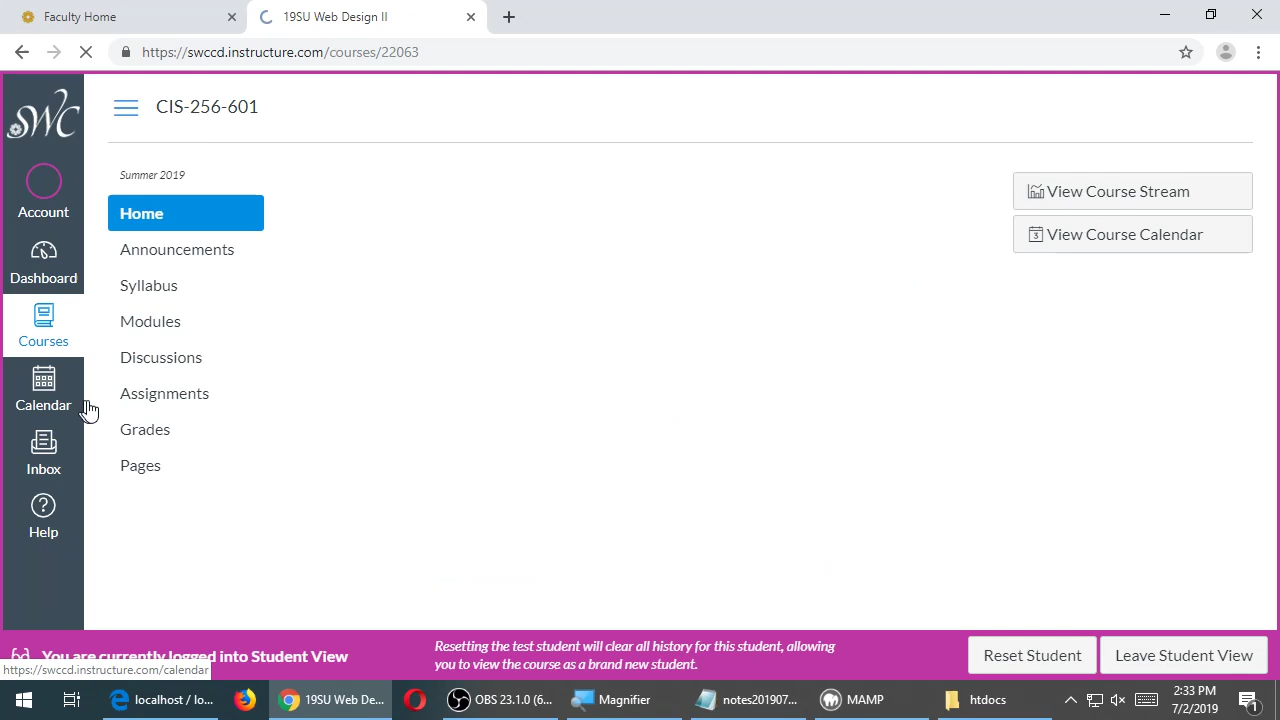 Faculty Home
19SU Web Design II
https://swccd.instructure.com/courses/22063
SWC
CIS-256-601
Summer 2019
Home
Announcements
Syllabus
Modules
Discussions
Assignments
Grades
Pages
View Course Stream
3 View Course Calendar
Account
Dashboard
Courses
Calendar
Inbox
? Help
You are currently logged into Student View
Resetting the test student will clear all history for this student, allowing
you to view the course as a brand new student.
Reset Student
Leave Student View
https://swccd.instructure.com/calendar
localhost / lo...
19SU Web De...
OBS 23.1.0 (6...
Magnifier
notes201907...
MAMP
htdocs
2:33 PM
7/2/2019
1